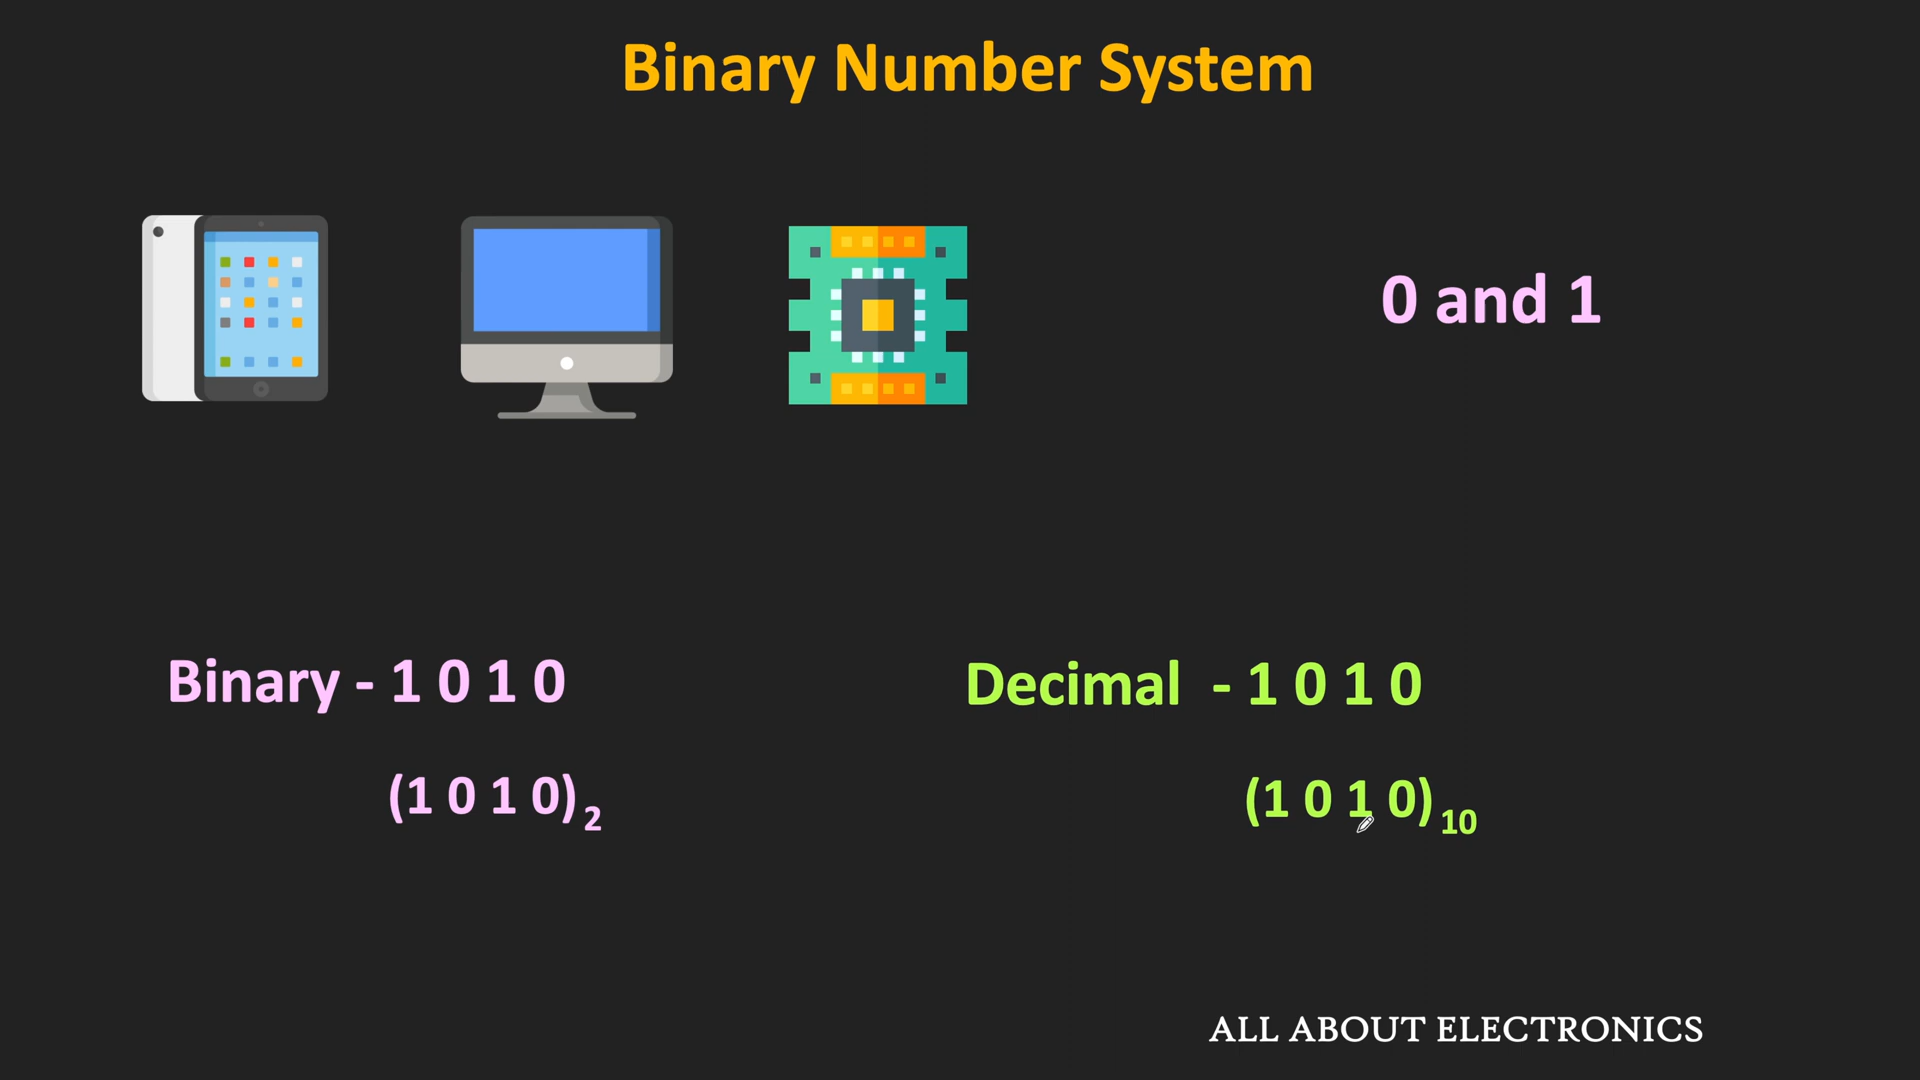 Binary Number System
0 and 1
Binary - 1 0 1 0
Decimal - 1 0 1 0
(1 0 1 0)2
(1 0 1 0)10
ALL ABOUT ELECTRONICS